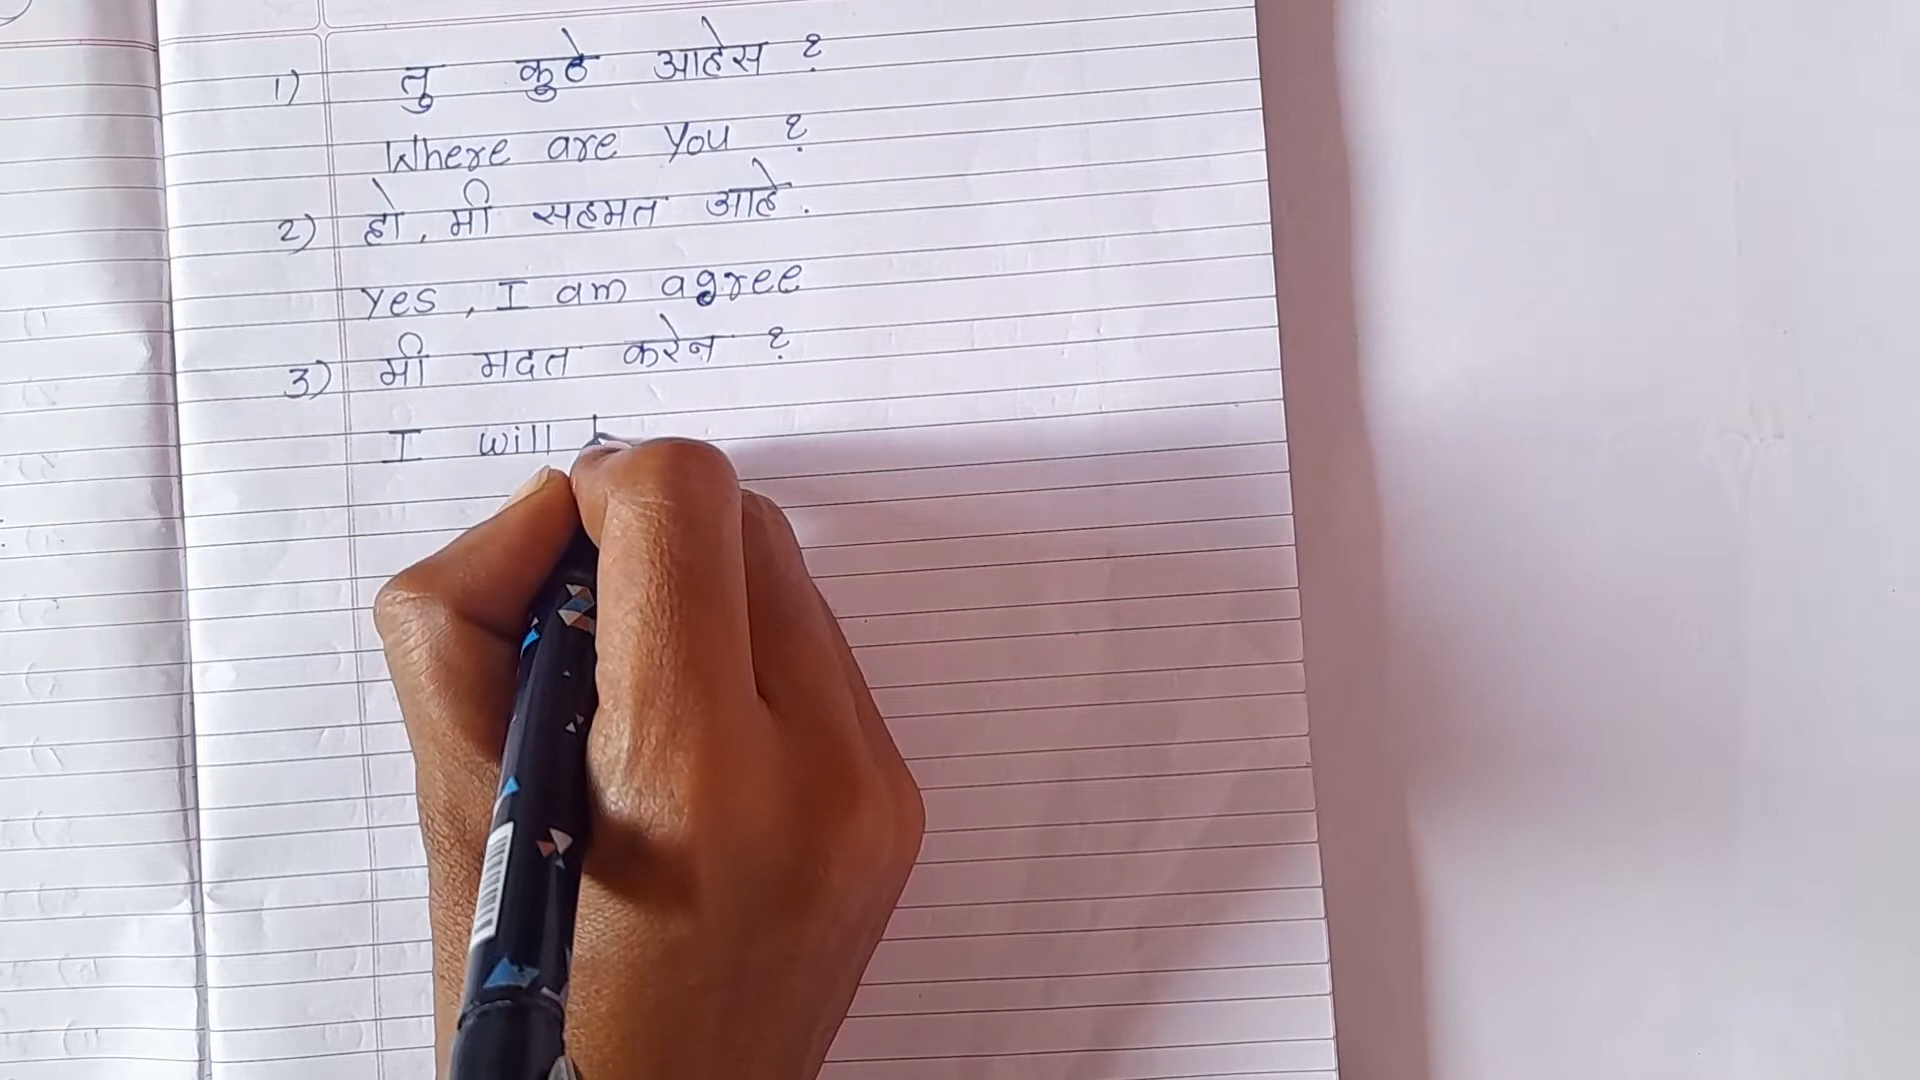 1) तु कुठे आहेस ?
Where are You ?
2) हो, मी सहमत आहे.
Yes, I am agree
3) मी मदत करेन ?
I will